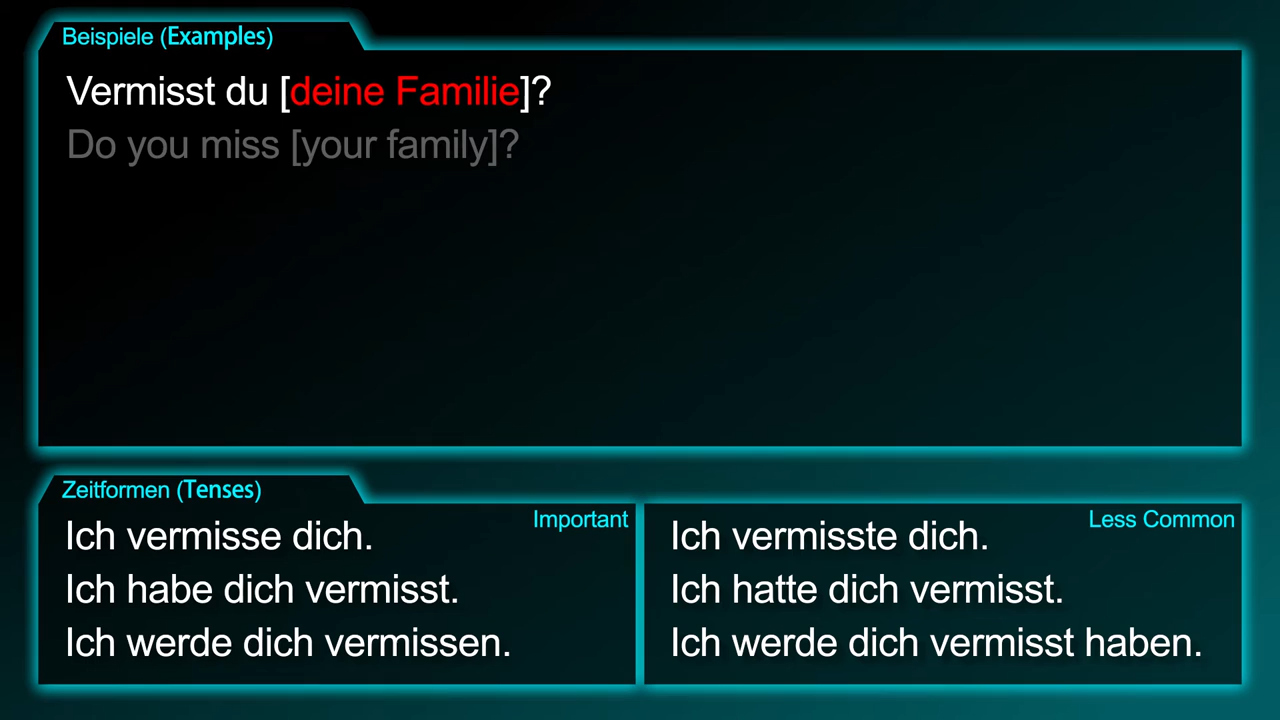 Beispiele (Examples)
Vermisst du [deine Familie]?
Do you miss [your family]?
Zeitformen (Tenses)
Important
Ich vermisse dich.
Ich habe dich vermisst.
Ich werde dich vermissen.
Less Common
Ich vermisste dich.
Ich hatte dich vermisst.
Ich werde dich vermisst haben.